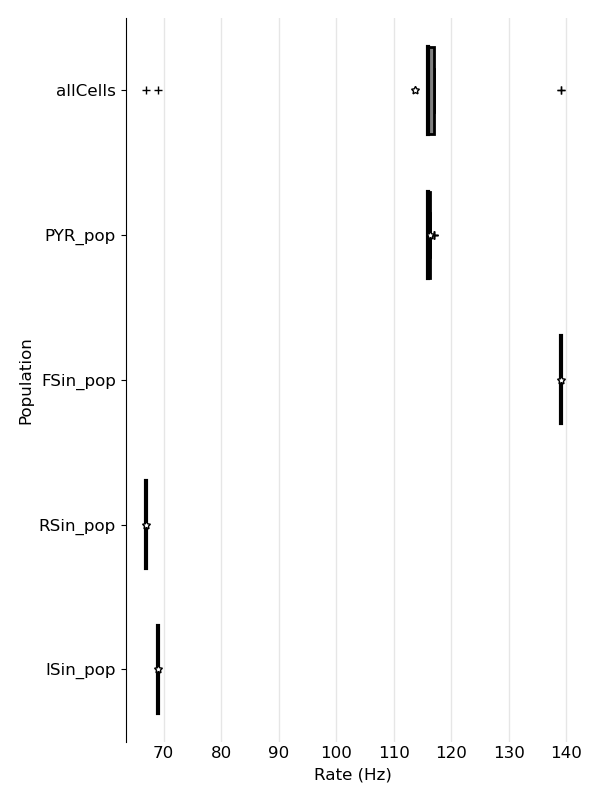 allCells
PYR_pop
FSin_pop
RSin_pop
ISin_pop
Population
70 80 90 100 110 120 130 140
Rate (Hz)